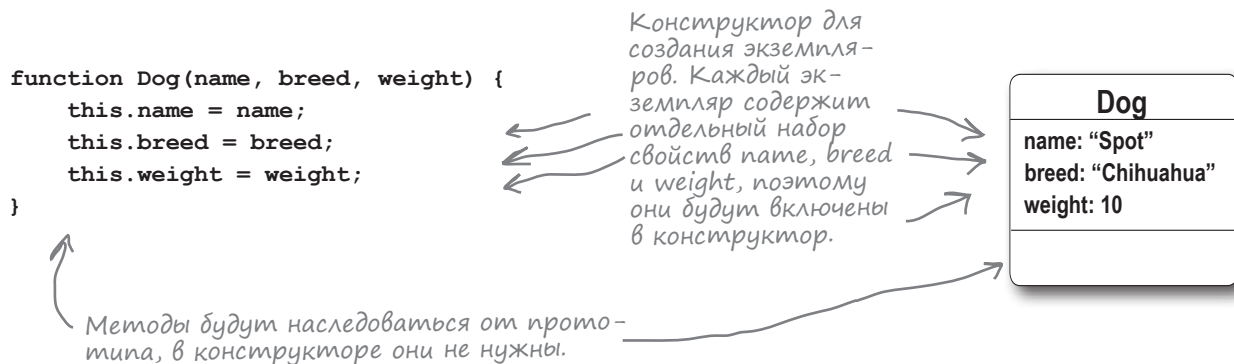 function Dog(name, breed, weight) {
    this.name = name;
    this.breed = breed;
    this.weight = weight;
}
Конструктор для
создания экземпля-
ров. Каждый эк-
земпляр содержит
отдельный набор
свойств name, breed
и weight, поэтому
они будут включены
в конструктор.
Dog
name: “Spot”
breed: “Chihuahua”
weight: 10
Методы будут наследоваться от прото-
типа, в конструкторе они не нужны.